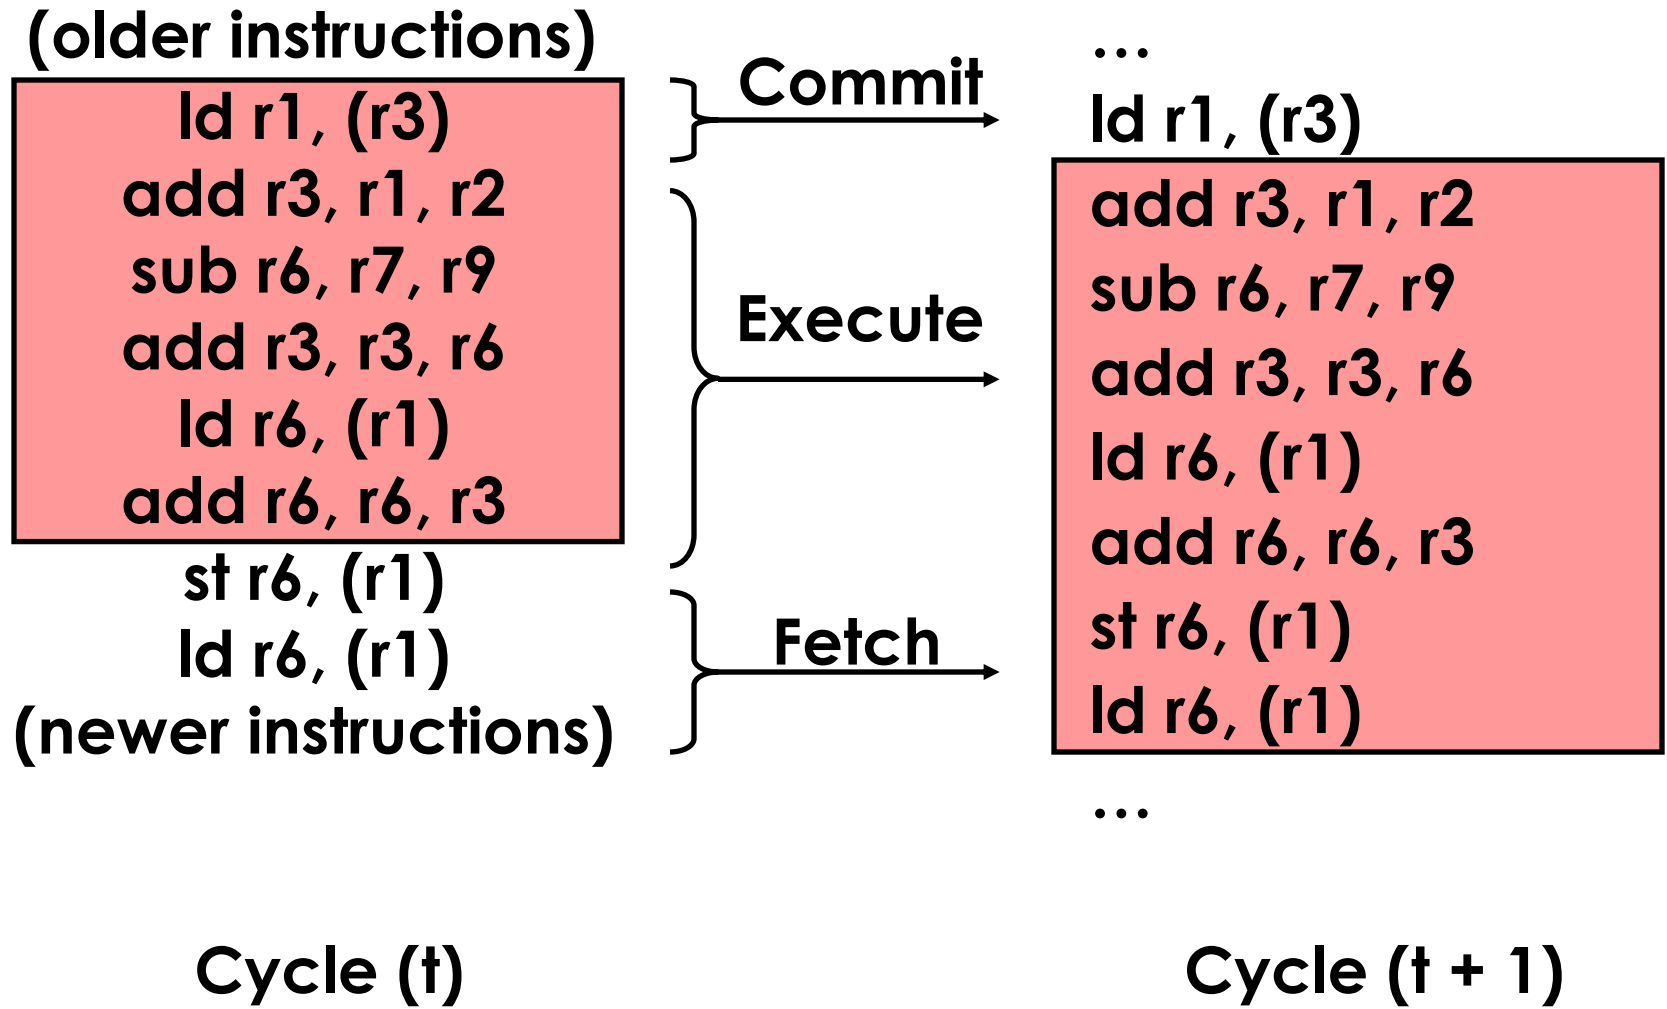 (older instructions)
ld r1, (r3)
add r3, r1, r2
sub r6, r7, r9
add r3, r3, r6
ld r6, (r1)
add r6, r6, r3
st r6, (r1)
ld r6, (r1)
(newer instructions)
Cycle (t)
Commit
Execute
Fetch
...
ld r1, (r3)
add r3, r1, r2
sub r6, r7, r9
add r3, r3, r6
ld r6, (r1)
add r6, r6, r3
st r6, (r1)
ld r6, (r1)
...
Cycle (t + 1)